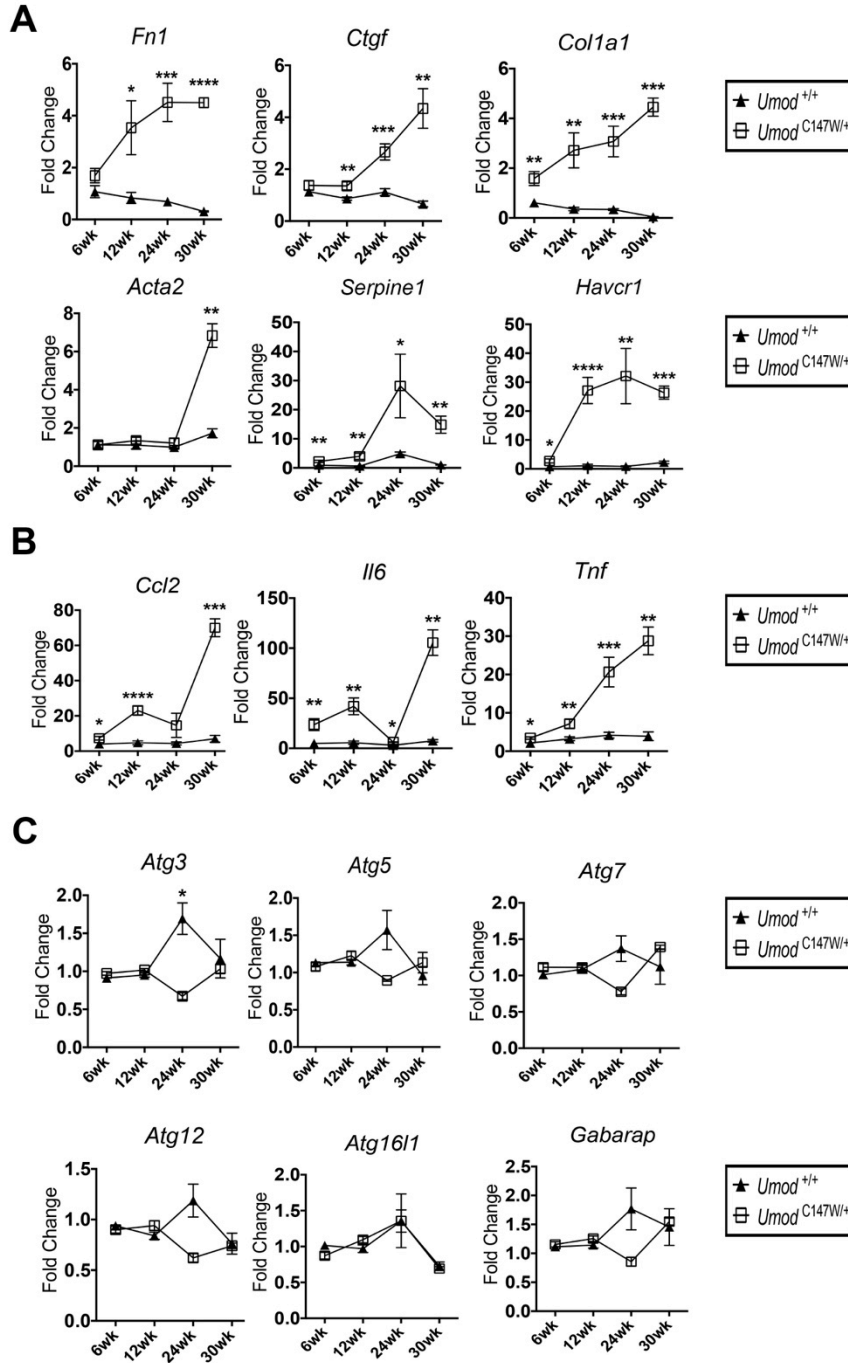 A
Fn1
Fold Change
6
4
2
0
*
***
****
6wk
12wk
24wk
30wk
Ctgf
Fold Change
6
4
2
0
**
***
**
6wk
12wk
24wk
30wk
Col1a1
Fold Change
6
4
2
0
**
**
***
***
6wk
12wk
24wk
30wk
Umod +/+
Umod C147W/+
Acta2
Fold Change
8
6
4
2
0
**
6wk
12wk
24wk
30wk
Serpine1
Fold Change
50
40
30
20
10
0
**
**
*
**
6wk
12wk
24wk
30wk
Havcr1
Fold Change
50
40
30
20
10
0
*
****
**
***
6wk
12wk
24wk
30wk
Umod +/+
Umod C147W/+
B
Ccl2
Fold Change
80
60
40
20
0
*
****
***
6wk
12wk
24wk
30wk
Il6
Fold Change
150
100
50
0
**
**
*
**
6wk
12wk
24wk
30wk
Tnf
Fold Change
40
30
20
10
0
*
**
***
**
6wk
12wk
24wk
30wk
Umod +/+
Umod C147W/+
C
Atg3
Fold Change
2.0
1.5
1.0
0.5
0.0
*
6wk
12wk
24wk
30wk
Atg5
Fold Change
2.0
1.5
1.0
0.5
0.0
6wk
12wk
24wk
30wk
Atg7
Fold Change
2.0
1.5
1.0
0.5
0.0
6wk
12wk
24wk
30wk
Umod +/+
Umod C147W/+
Atg12
Fold Change
1.5
1.0
0.5
0.0
6wk
12wk
24wk
30wk
Atg16l1
Fold Change
2.0
1.5
1.0
0.5
0.0
6wk
12wk
24wk
30wk
Gabarap
Fold Change
2.5
2.0
1.5
1.0
0.5
0.0
6wk
12wk
24wk
30wk
Umod +/+
Umod C147W/+